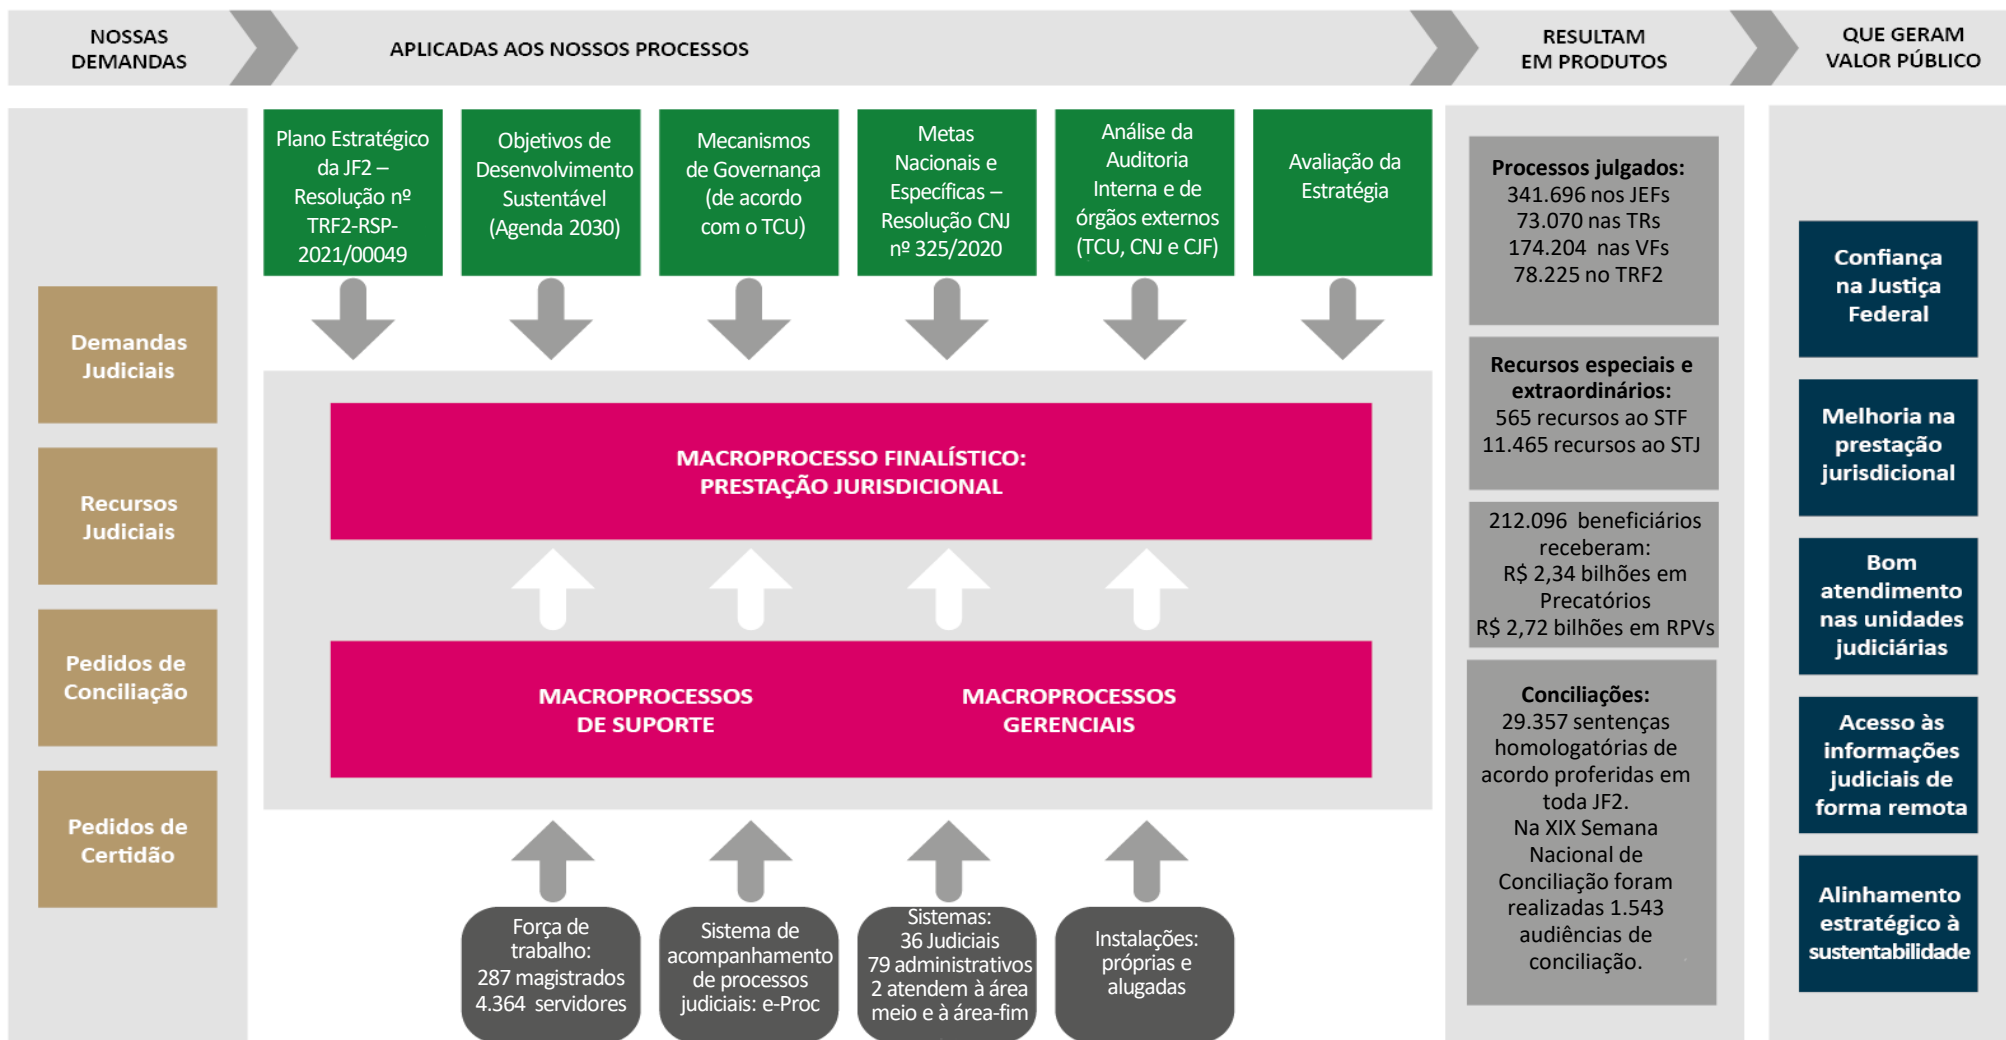 NOSSAS
DEMANDAS
APLICADAS AOS NOSSOS PROCESSOS
RESULTAM
EM PRODUTOS
QUE GERAM
VALOR PÚBLICO
Demandas
Judiciais
Recursos
Judiciais
Pedidos de
Conciliação
Pedidos de
Certidão
Plano Estratégico
da JF2 –
Resolução nº
TRF2-RSP-
2021/00049
Objetivos de
Desenvolvimento
Sustentável
(Agenda 2030)
Mecanismos
de Governança
(de acordo
com o TCU)
Metas
Nacionais e
Específicas –
Resolução CNJ
nº 325/2020
Análise da
Auditoria
Interna e de
órgãos externos
(TCU, CNJ e CJF)
Avaliação da
Estratégia
MACROPROCESSO FINALÍSTICO:
PRESTAÇÃO JURISDICIONAL
MACROPROCESSOS
DE SUPORTE
MACROPROCESSOS
GERENCIAIS
Força de
trabalho:
287 magistrados
4.364 servidores
Sistema de
acompanhamento
de processos
judiciais: e-Proc
Sistemas:
36 Judiciais
79 administrativos
2 atendem à área
meio e à área-fim
Instalações:
próprias e
alugadas
Processos julgados:
341.696 nos JEFs
73.070 nas TRs
174.204 nas VFs
78.225 no TRF2
Recursos especiais e
extraordinários:
565 recursos ao STF
11.465 recursos ao STJ
212.096 beneficiários
receberam:
R$ 2,34 bilhões em
Precatórios
R$ 2,72 bilhões em RPVs
Conciliações:
29.357 sentenças
homologatórias de
acordo proferidas em
toda JF2.
Na XIX Semana
Nacional de
Conciliação foram
realizadas 1.543
audiências de
conciliação.
Confiança
na Justiça
Federal
Melhoria na
prestação
jurisdicional
Bom
atendimento
nas unidades
judiciárias
Acesso às
informações
judiciais de
forma remota
Alinhamento
estratégico à
sustentabilidade